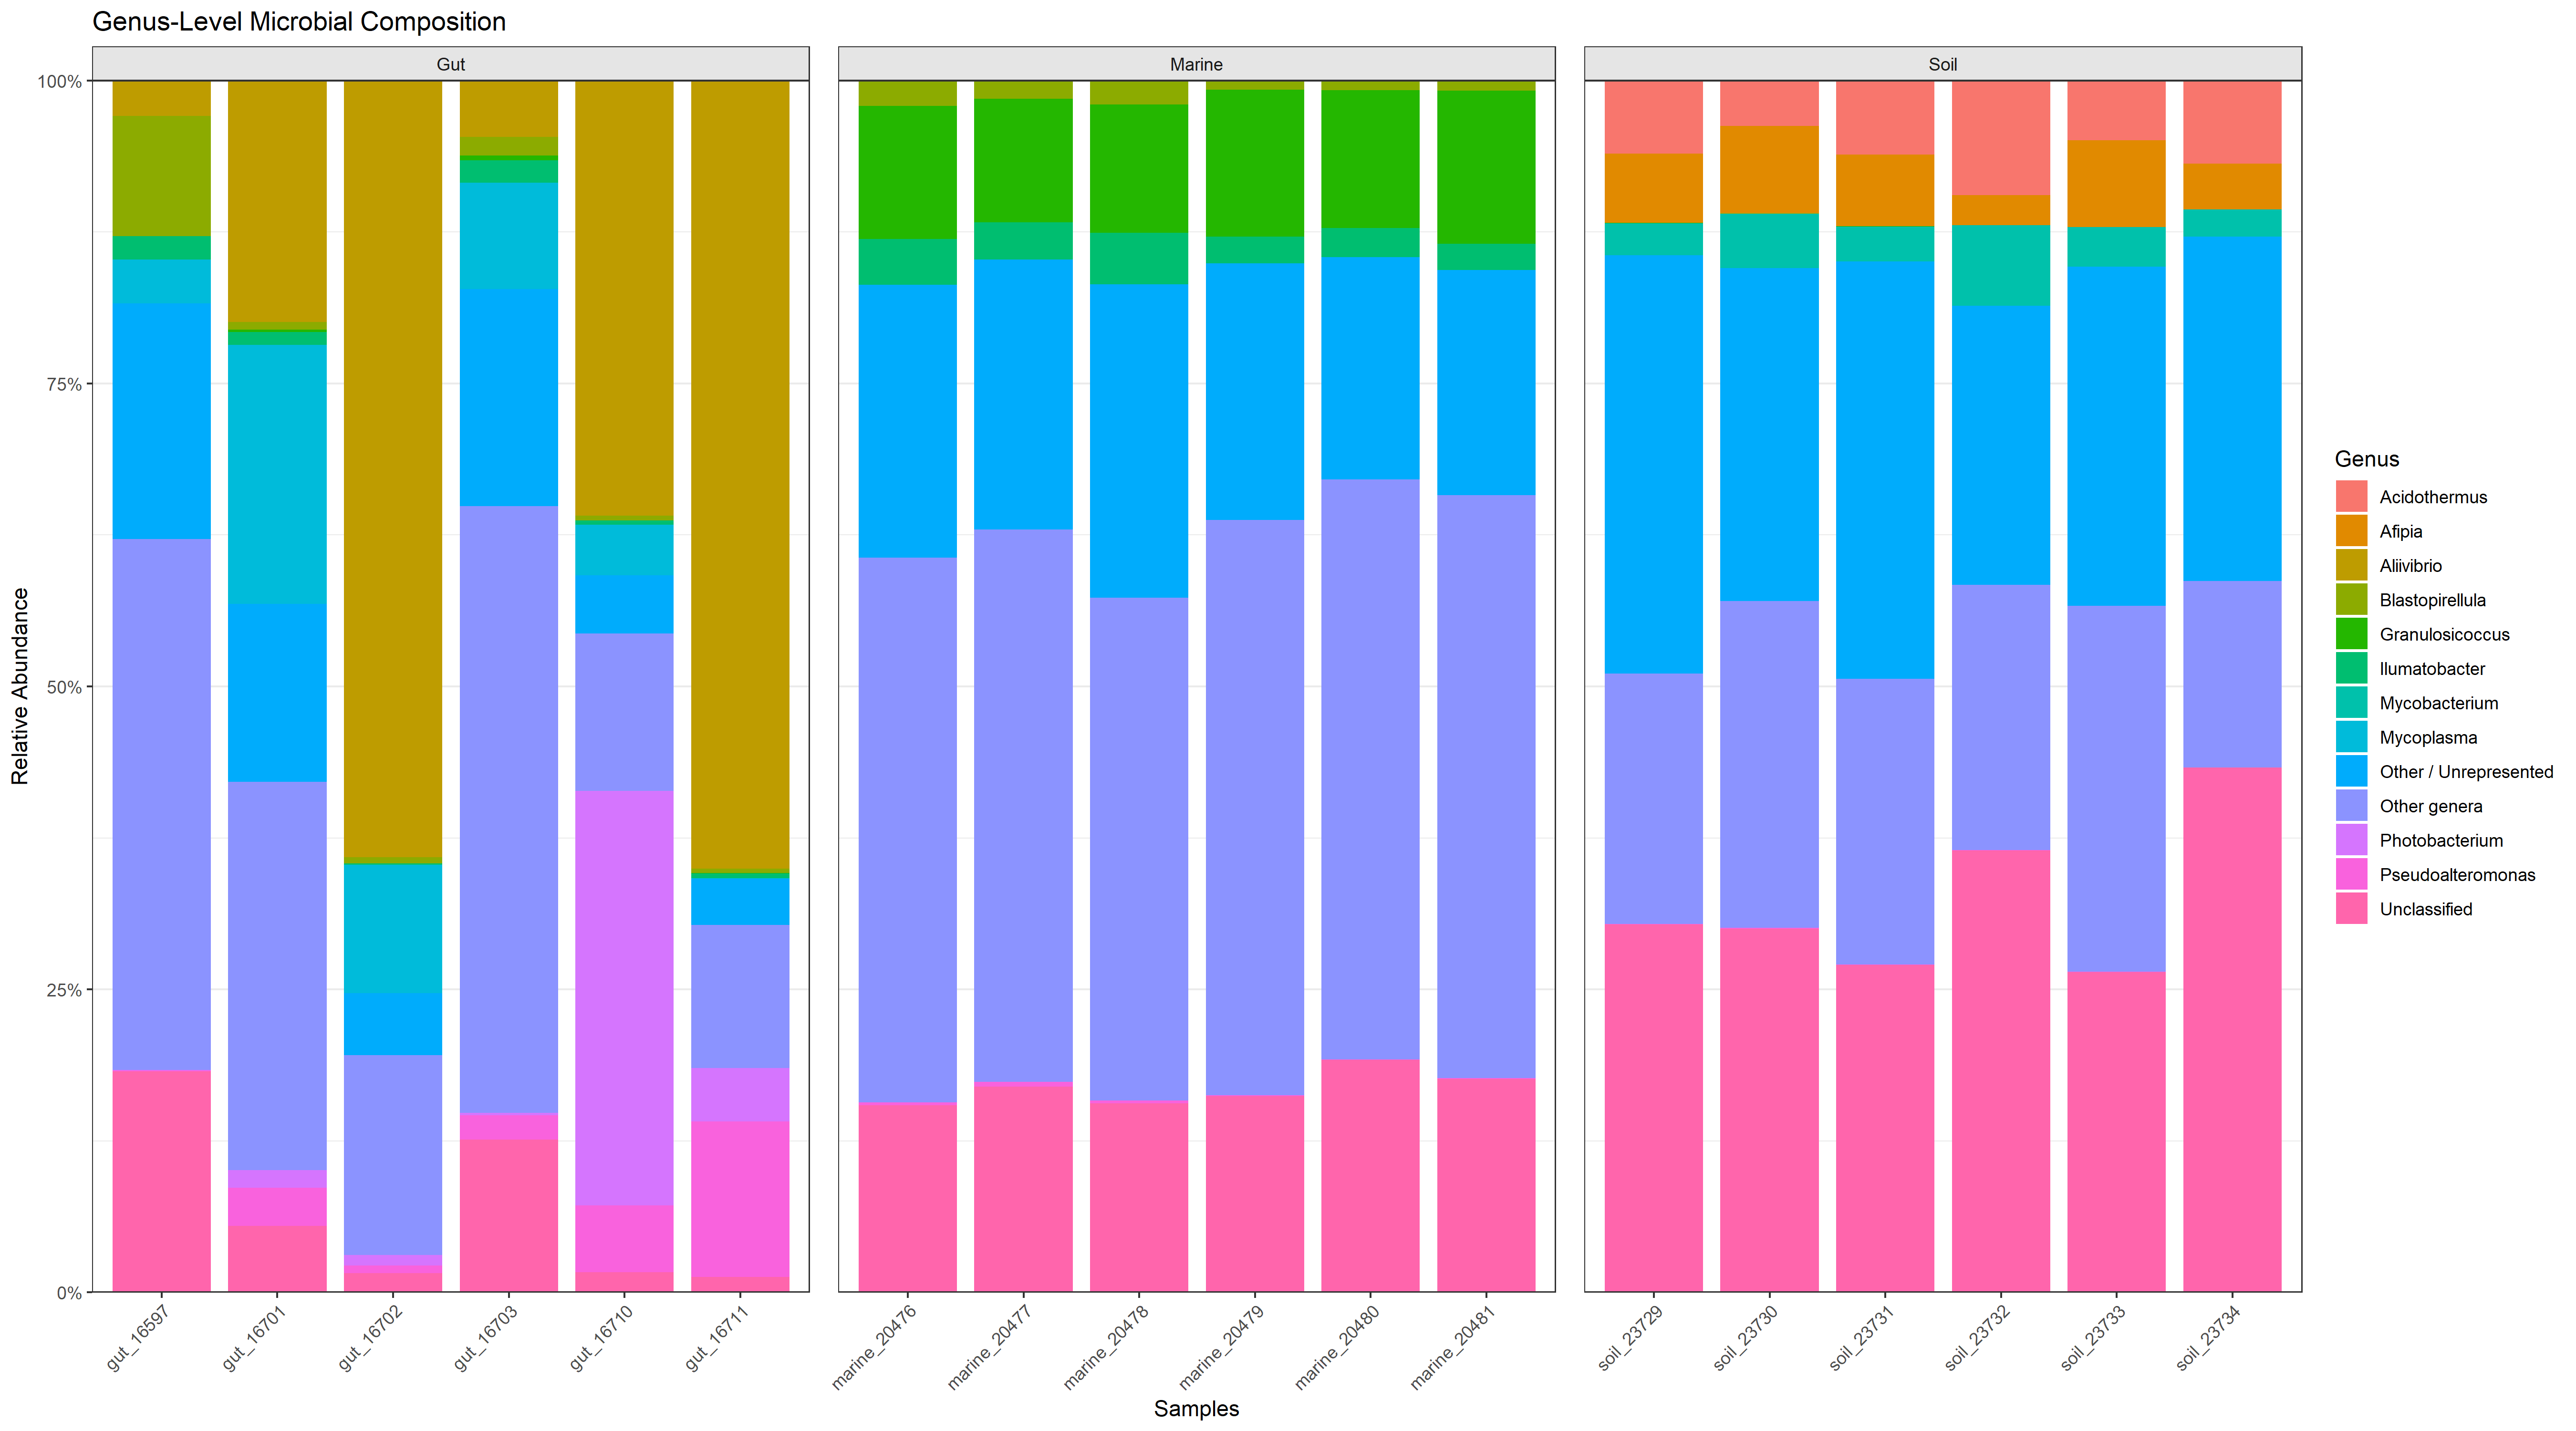 Genus-Level Microbial Composition
Gut
Marine
Soil
100%
75%
50%
25%
0%
Relative Abundance
gut_16597
gut_16701
gut_16702
gut_16703
gut_16710
gut_16711
marine_20476
marine_20477
marine_20478
marine_20479
marine_20480
marine_20481
soil_23729
soil_23730
soil_23731
soil_23732
soil_23733
soil_23734
Samples
Genus
Acidothermus
Afipia
Aliivibrio
Blastopirellula
Granulosicoccus
Ilumatobacter
Mycobacterium
Mycoplasma
Other / Unrepresented
Other genera
Photobacterium
Pseudoalteromonas
Unclassified